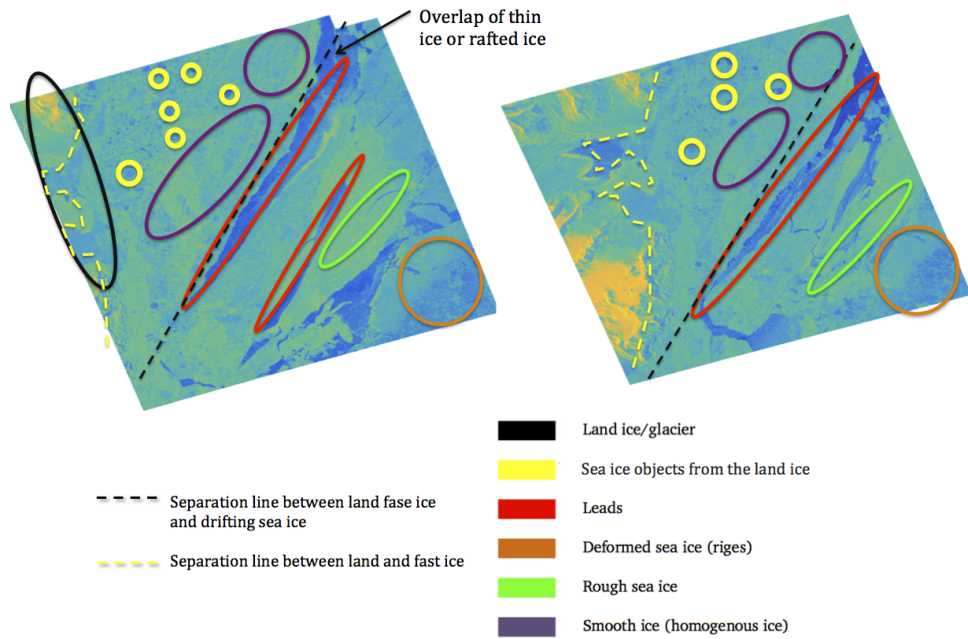 Overlap of thin
ice or rafted ice
Land ice/glacier
Sea ice objects from the land ice
Leads
Deformed sea ice (riges)
Rough sea ice
Smooth ice (homogenous ice)
Separation line between land fase ice
and drifting sea ice
Separation line between land and fast ice